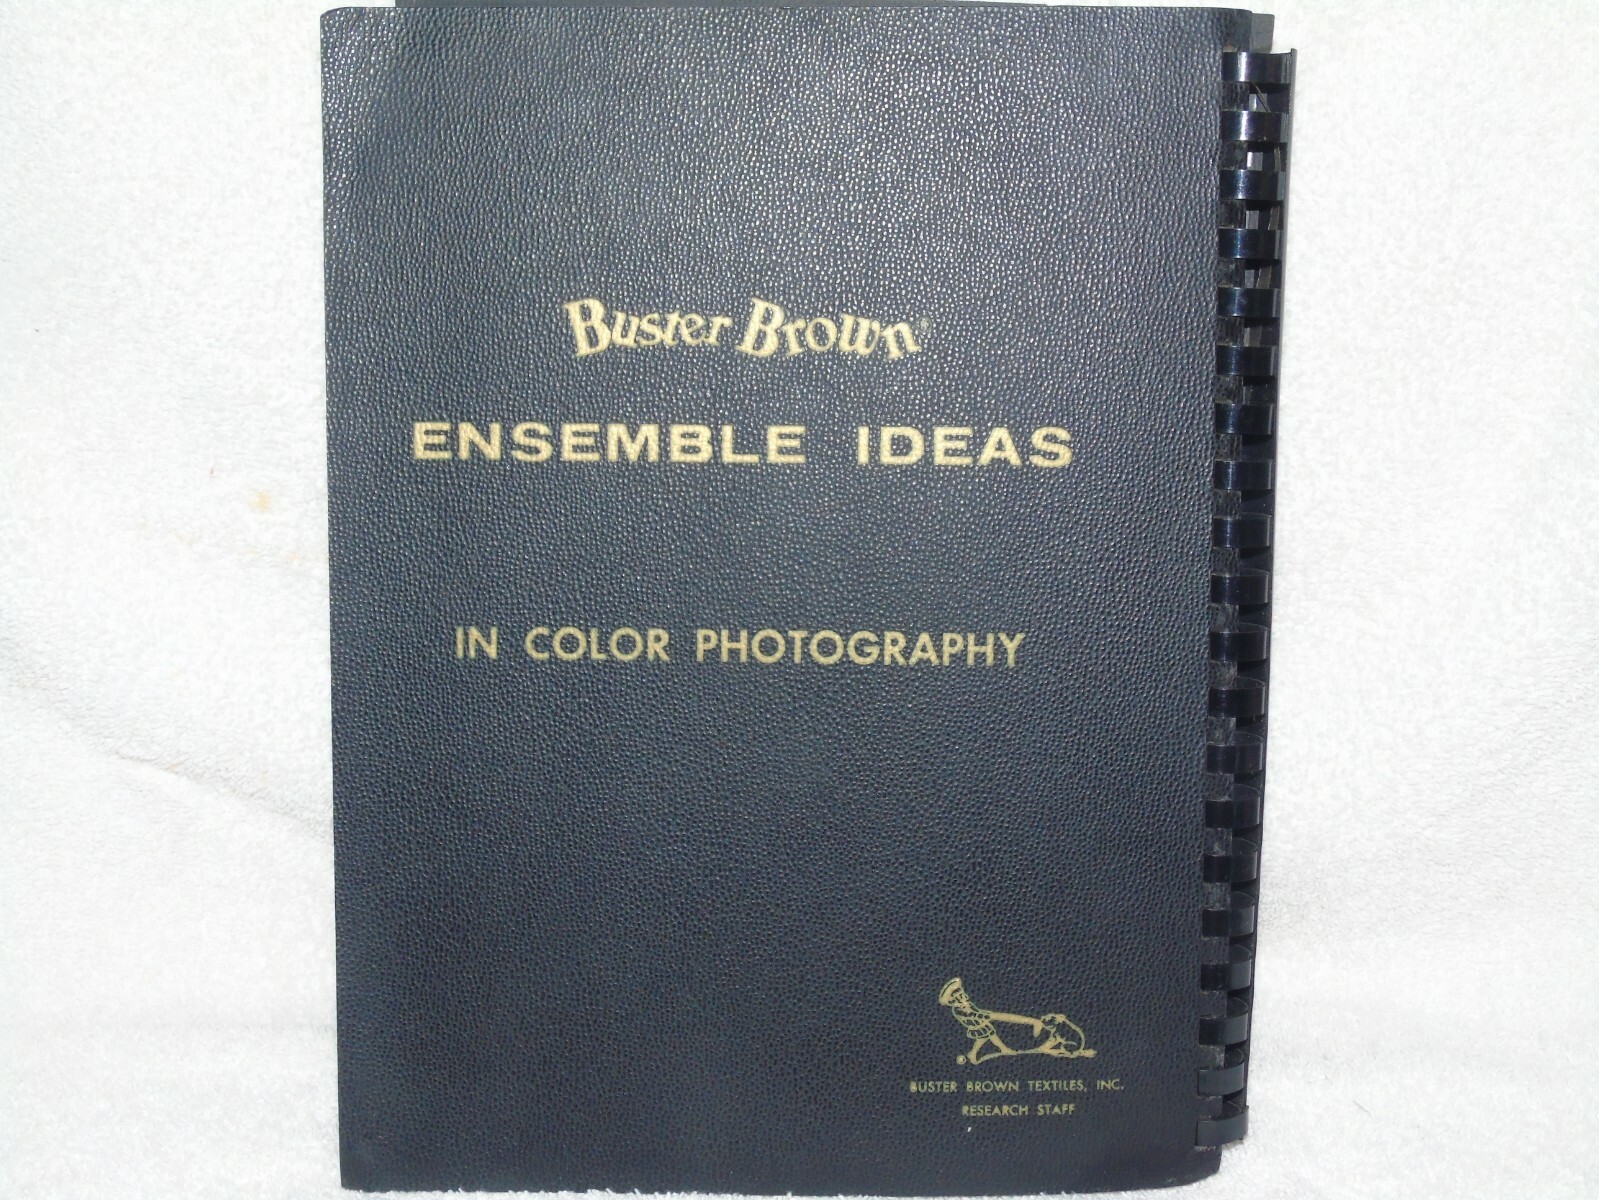 Buster Brown®
ENSEMBLE IDEAS
IN COLOR PHOTOGRAPHY
®
BUSTER BROWN TEXTILES, INC.
RESEARCH STAFF